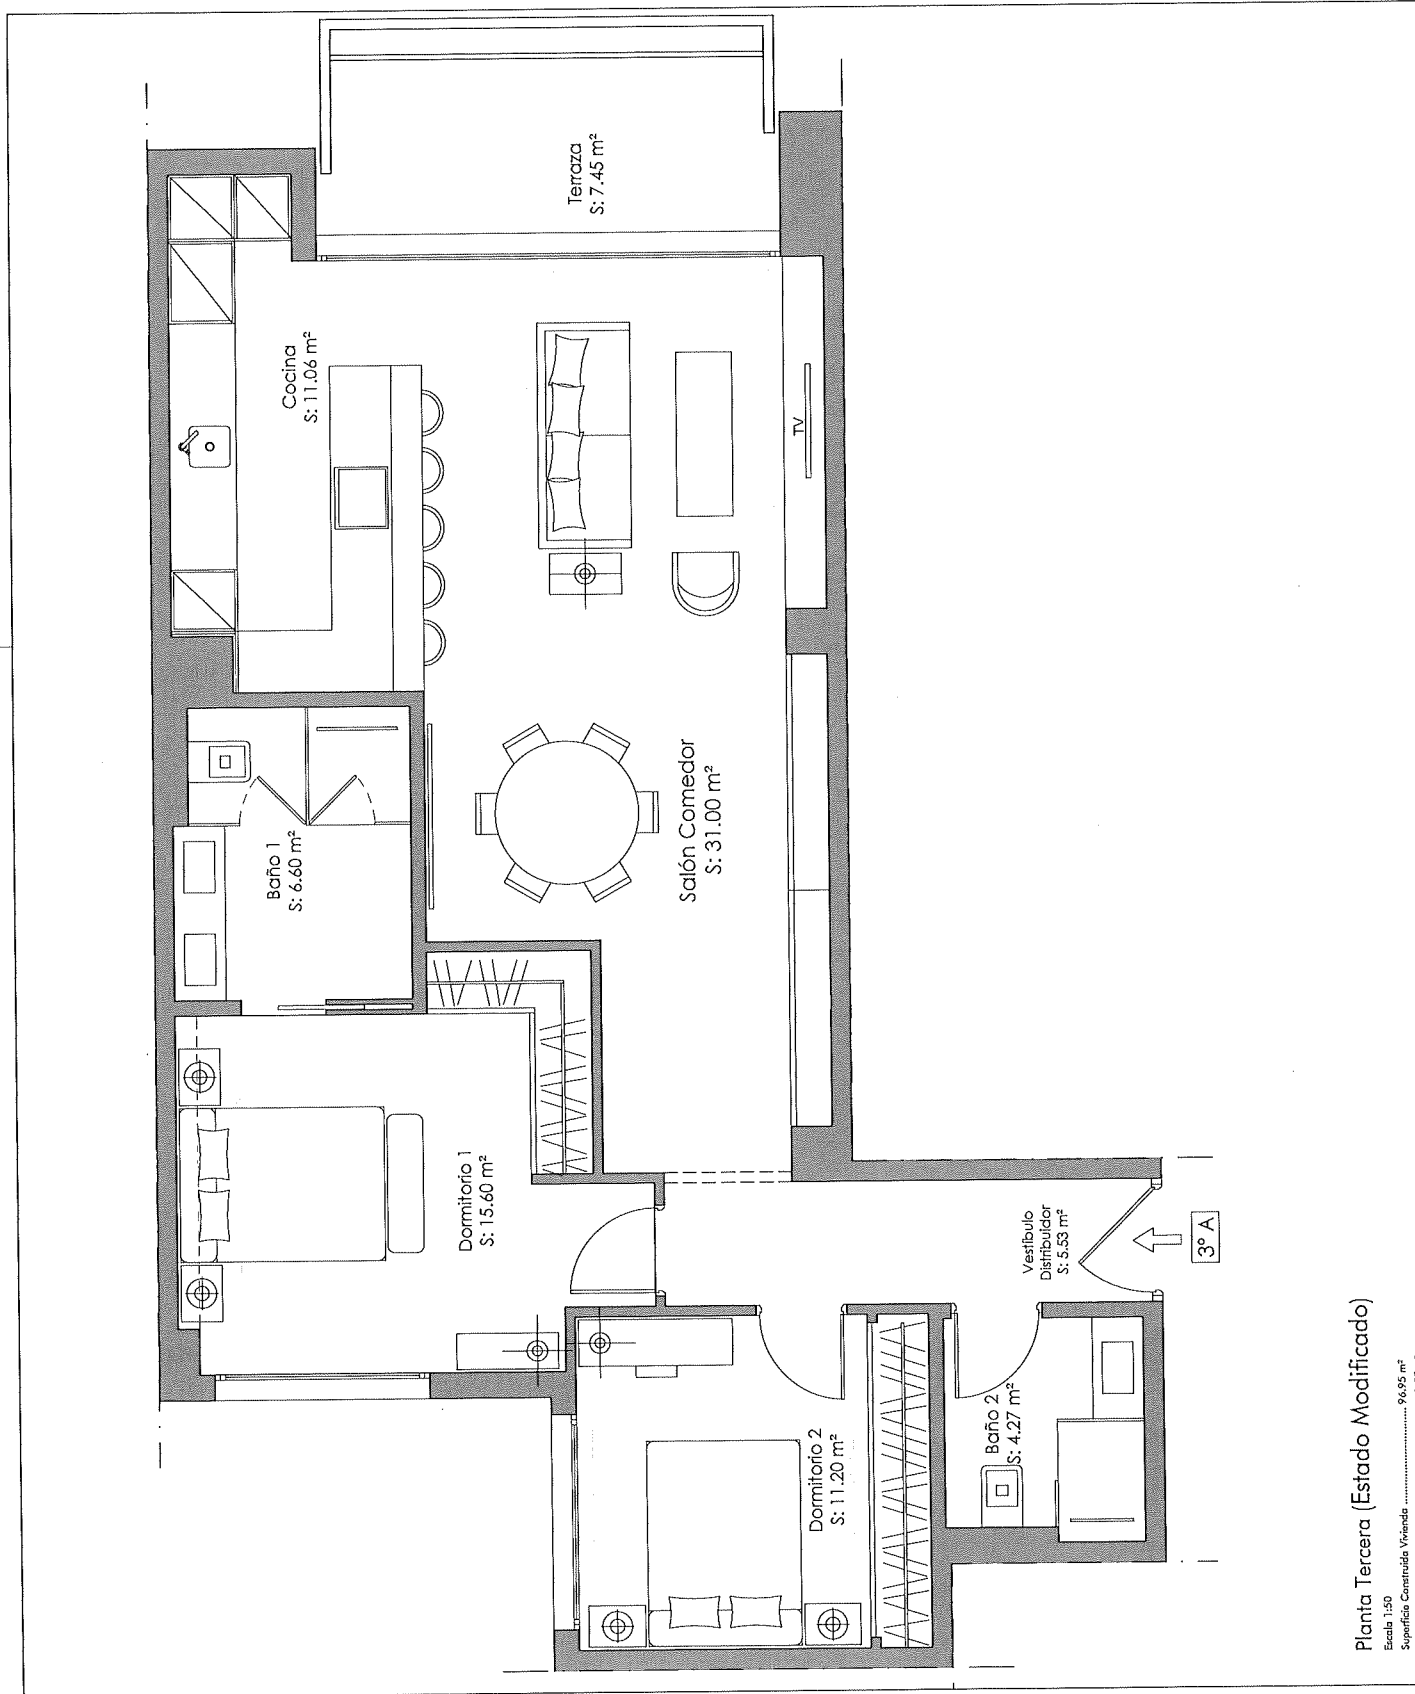 Terraza
S: 7.45 m²
Cocina
S: 11.06 m²
TV
Baño 1
S: 6.60 m²
Salón Comedor
S: 31.00 m²
Dormitorio 1
S: 15.60 m²
Vestíbulo
Distribuidor
S: 5.53 m²
3º A
Dormitorio 2
S: 11.20 m²
Baño 2
S: 4.27 m²
Planta Tercera (Estado Modificado)
Escala 1:50
Superficie Construida Vivienda ........................ 96.95 m²